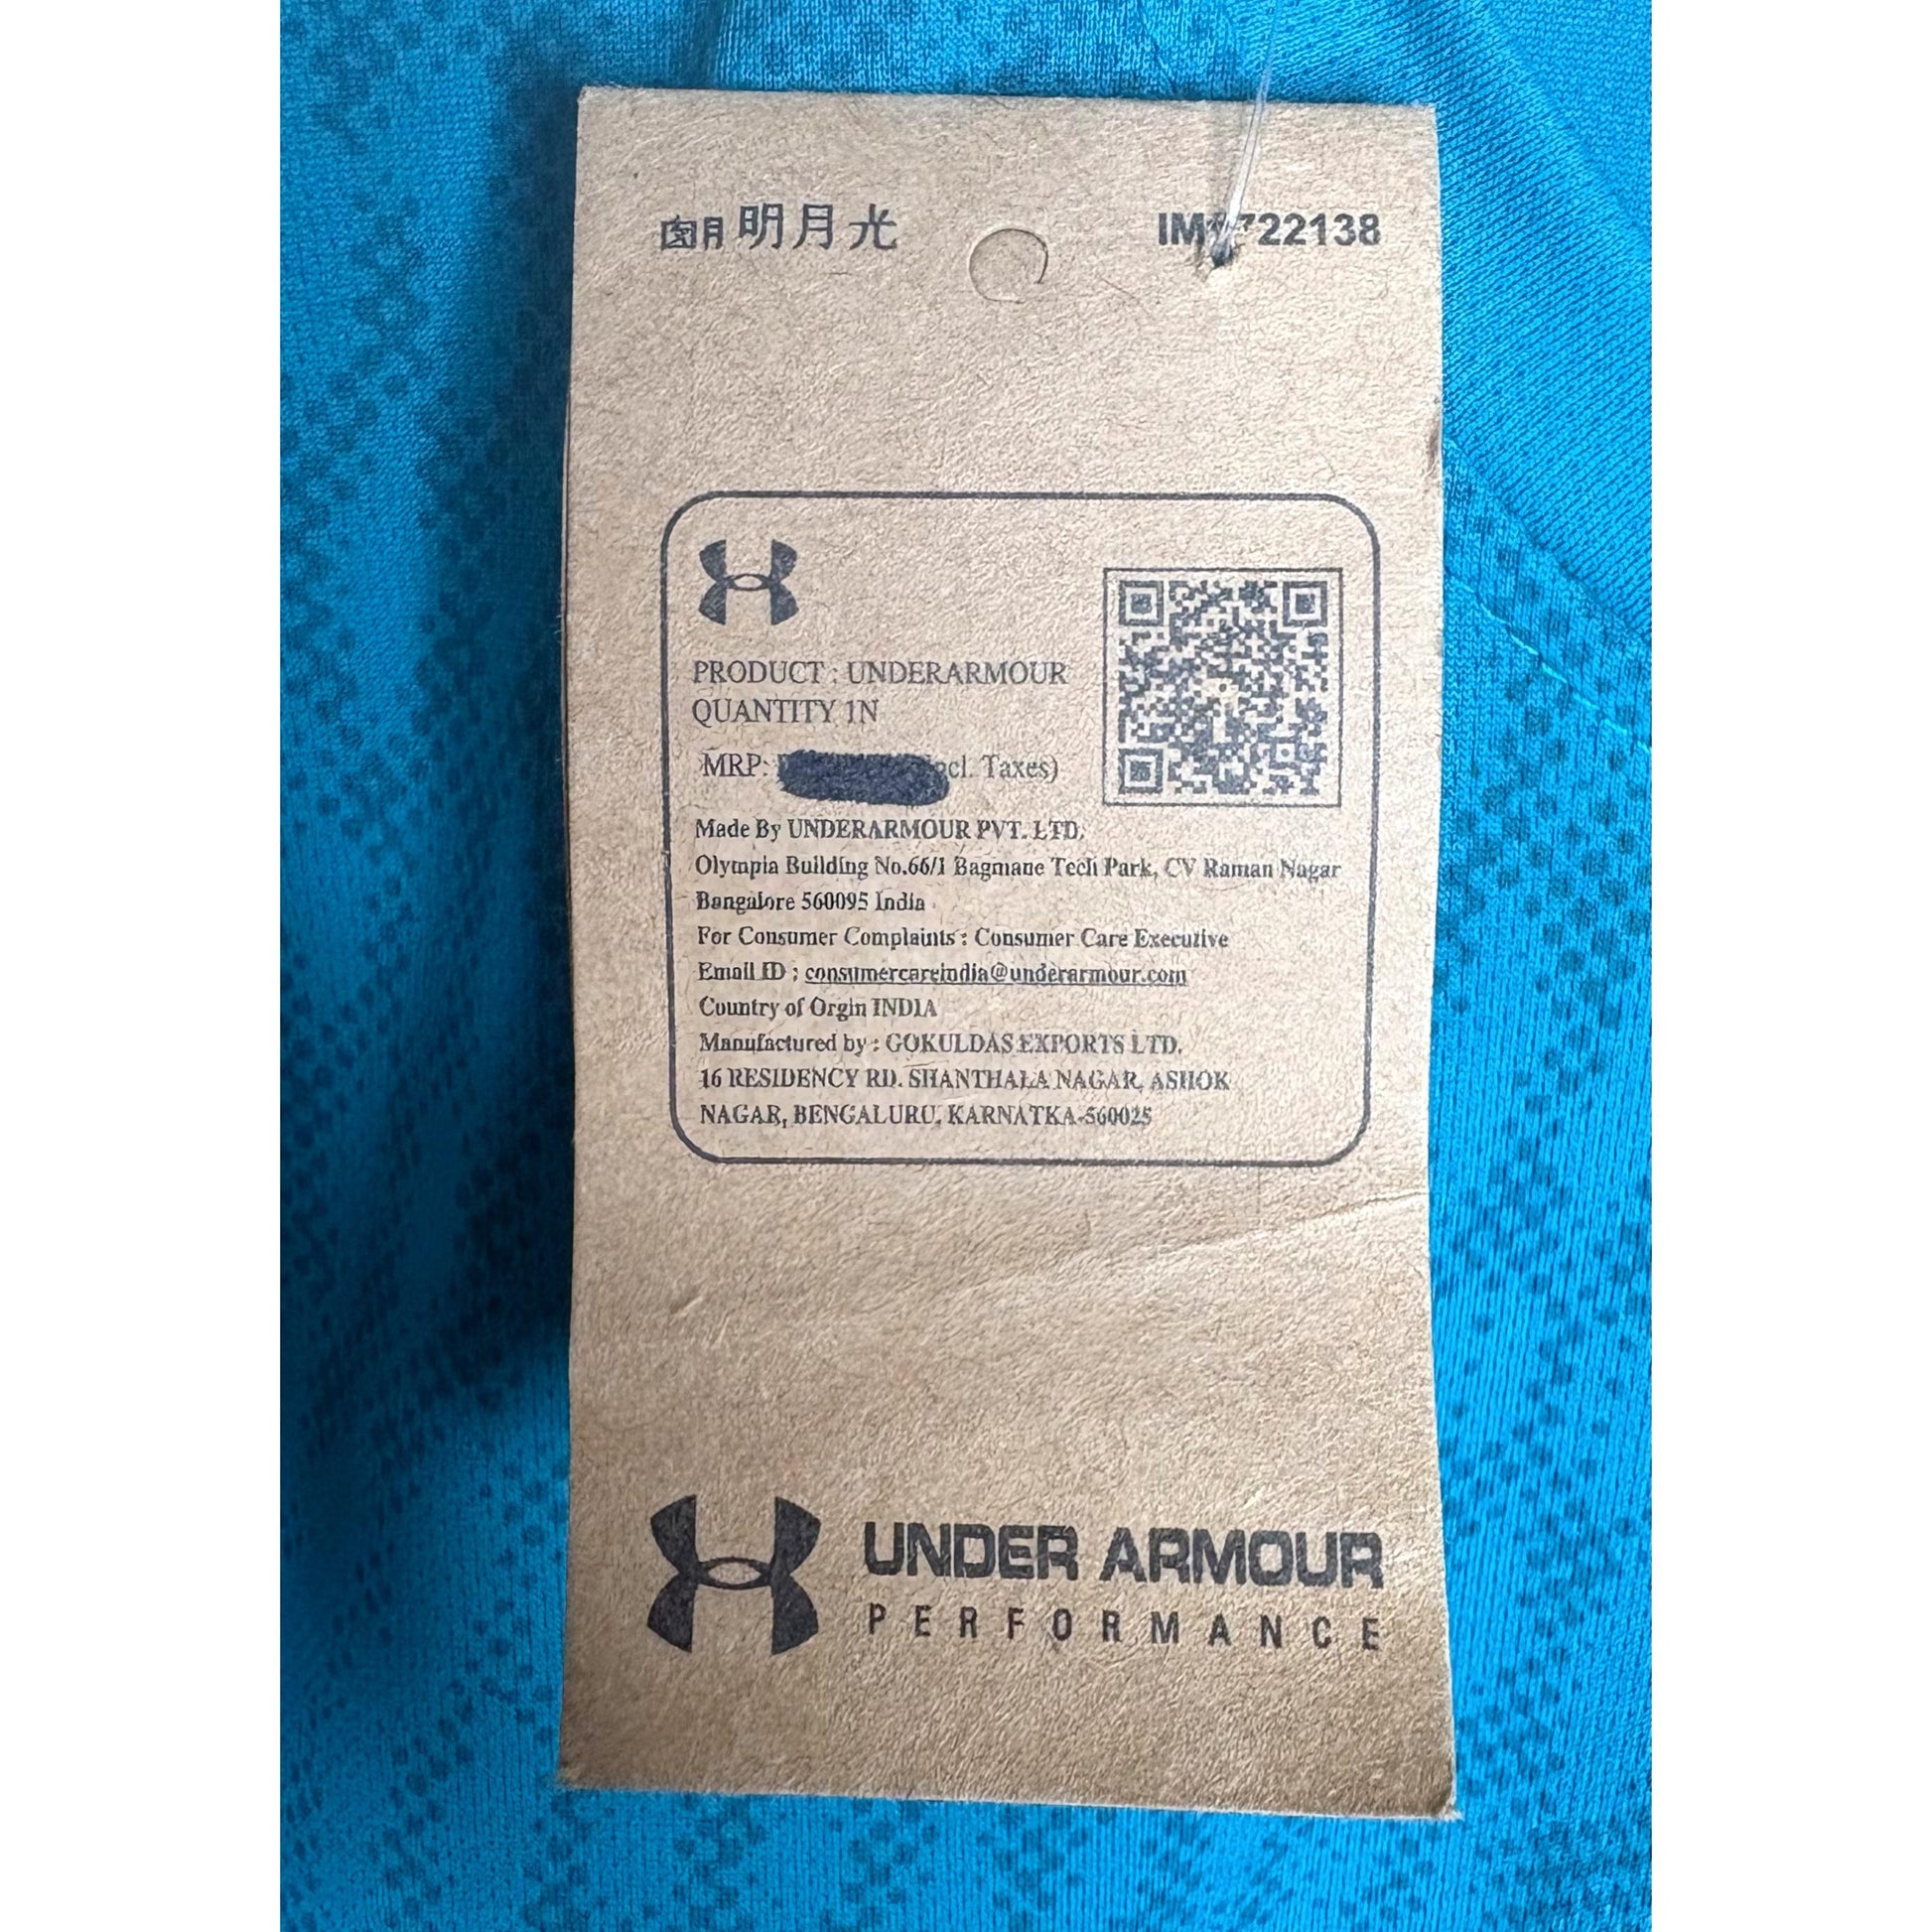 明月光
IM1722138
PRODUCT : UNDERARMOUR
QUANTITY 1N
MRP: Taxes)
Made By UNDERARMOUR PVT. LTD.
Olympia Building No.66/1 Bagmane Tech Park, CV Raman Nagar
Bangalore 560095 India
For Consumer Complaints : Consumer Care Executive
Email ID : consumercareindia@underarmour.com
Country of Orgin INDIA
Manufactured by : GOKULDAS EXPORTS LTD.
16 RESIDENCY RD. SHANTHALA NAGAR, ASHOK
NAGAR, BENGALURU, KARNATKA-560025
UNDER ARMOUR
PERFORMANCE